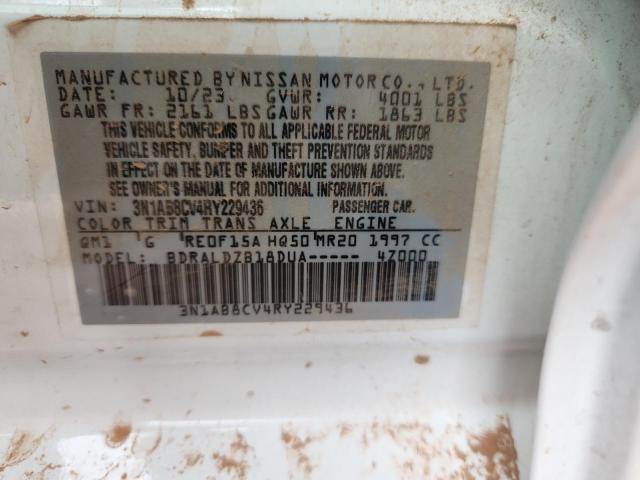 MANUFACTURED BY NISSAN MOTOR CO., LTD.
DATE: 10/23 GVWR: 4001 LBS
GAWR FR: 2161 LBS GAWR RR: 1863 LBS
THIS VEHICLE CONFORMS TO ALL APPLICABLE FEDERAL MOTOR
VEHICLE SAFETY, BUMPER AND THEFT PREVENTION STANDARDS
IN EFFECT ON THE DATE OF MANUFACTURE SHOWN ABOVE.
SEE OWNER'S MANUAL FOR ADDITIONAL INFORMATION.
VIN: 3N1AB8CV4RY229436 PASSENGER CAR.
COLOR TRIM TRANS AXLE ENGINE
QM1 G RE0F15A HQ50 MR20 1997 CC
MODEL: BDRALDZB18DUA----- 4Z000
3N1AB8CV4RY229436